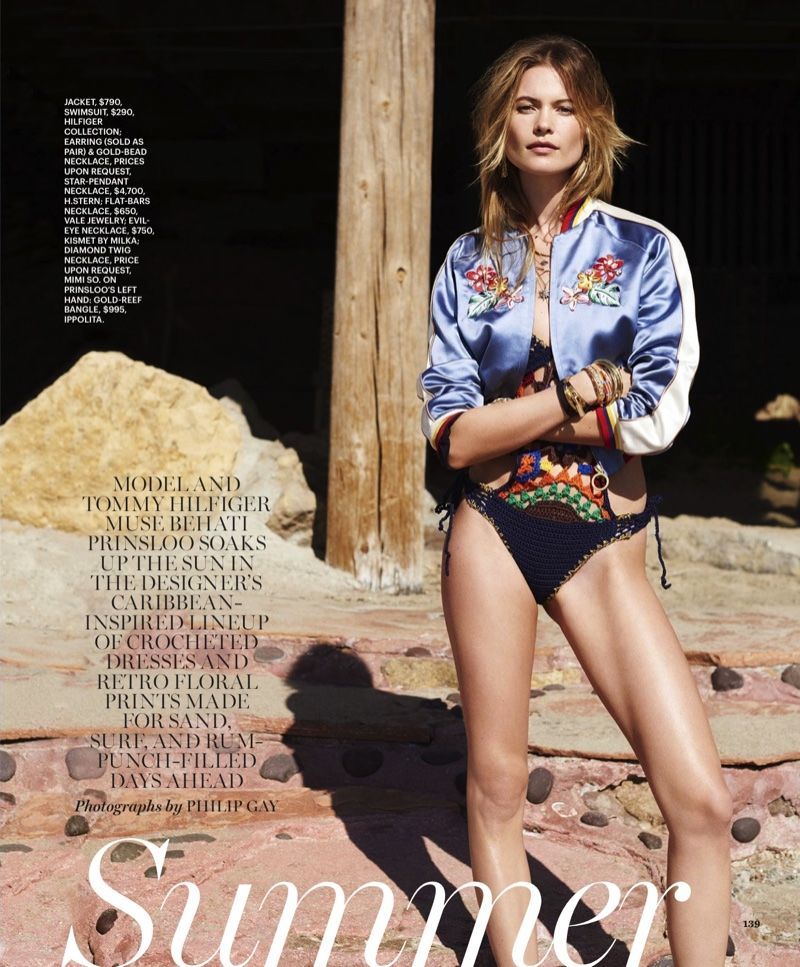 JACKET, $790,
SWIMSUIT, $290,
HILFIGER
COLLECTION;
EARRING (SOLD AS
PAIR) & GOLD-BEAD
NECKLACE, PRICES
UPON REQUEST,
STAR-PENDANT
NECKLACE, $4,700,
H.STERN; FLAT-BARS
NECKLACE, $650,
VALE JEWELRY; EVIL-
EYE NECKLACE, $750,
KISMET BY MILKA;
DIAMOND TWIG
NECKLACE, PRICE
UPON REQUEST,
MIMI SO. ON
PRINSLOO'S LEFT
HAND: GOLD-REEF
BANGLE, $995,
IPPOLITA.
MODEL AND
TOMMY HILFIGER
MUSE BEHATI
PRINSLOO SOAKS
UP THE SUN IN
THE DESIGNER'S
CARIBBEAN-
INSPIRED LINEUP
OF CROCHETED
DRESSES AND
RETRO FLORAL
PRINTS MADE
FOR SAND,
SURF, AND RUM-
PUNCH-FILLED
DAYS AHEAD
Photographs by PHILIP GAY
Summer
139